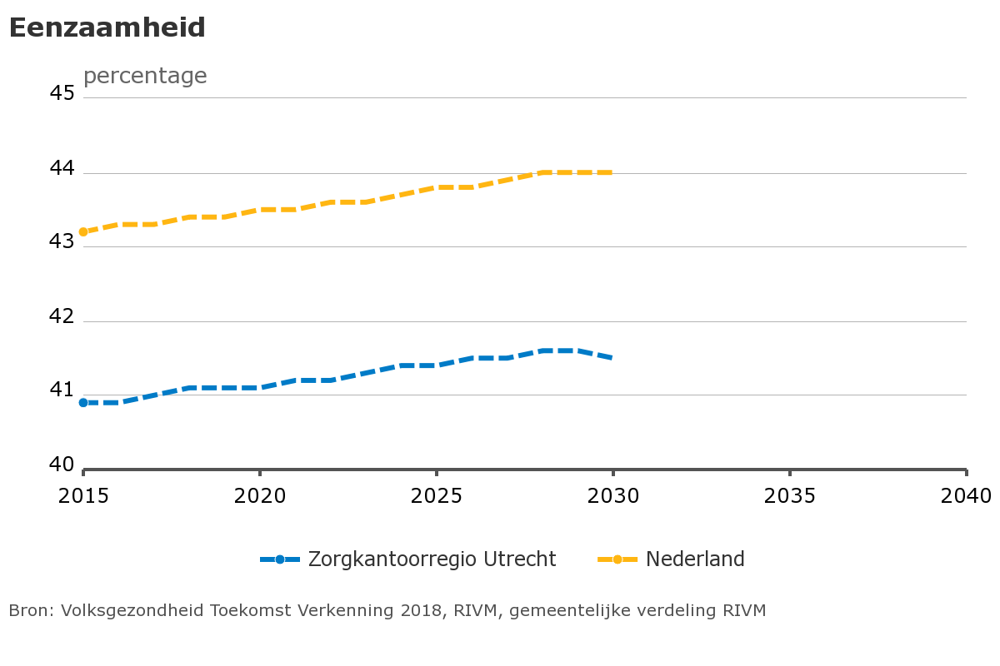 Eenzaamheid
percentage
45
44
43
42
41
40
2015 2020 2025 2030 2035 2040
Zorgkantoorregio Utrecht Nederland
Bron: Volksgezondheid Toekomst Verkenning 2018, RIVM, gemeentelijke verdeling RIVM